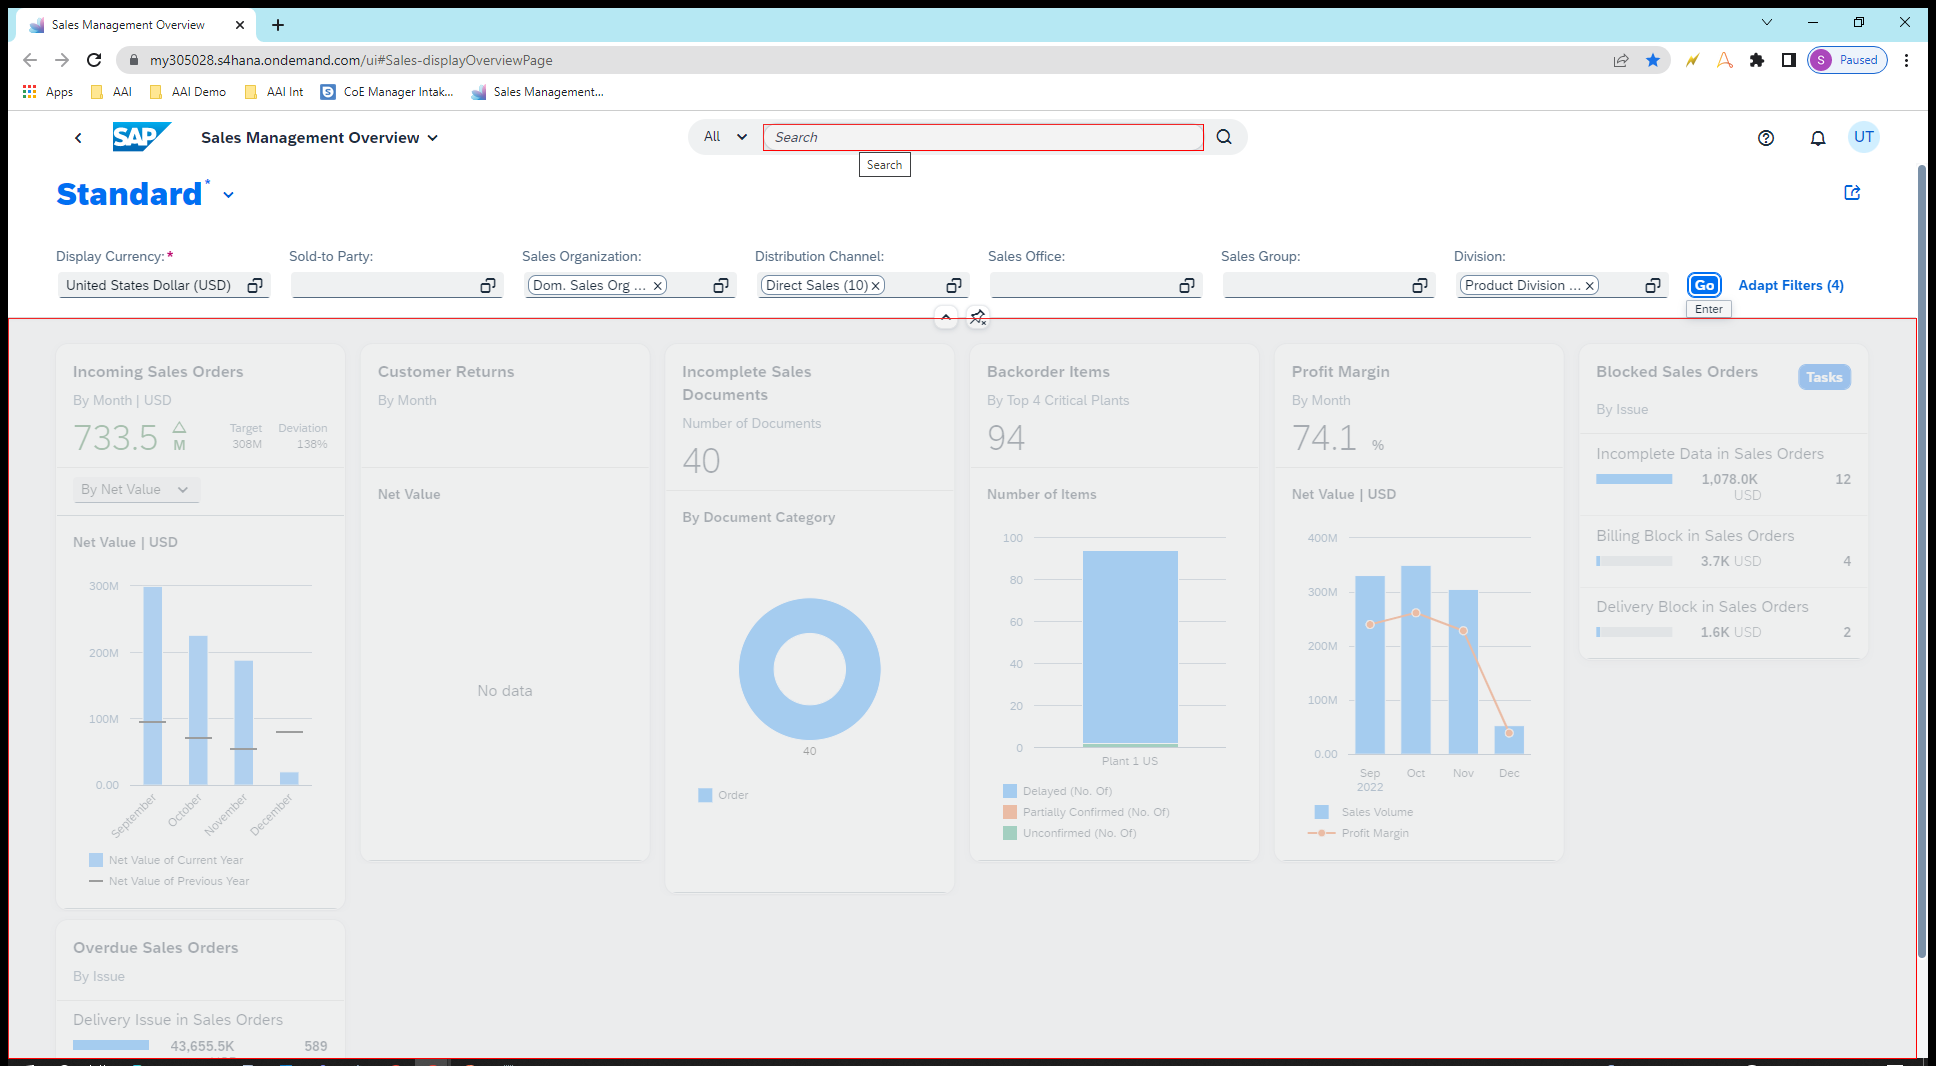 Sales Management Overview
my305028.s4hana.ondemand.com/ui#Sales-displayOverviewPage
S Paused
Apps AAI AAI Demo AAI Int CoE Manager Intak... Sales Management...
SAP Sales Management Overview
All Search
UT
Search
Standard*
Display Currency:* Sold-to Party: Sales Organization: Distribution Channel: Sales Office: Sales Group: Division:
United States Dollar (USD) Dom. Sales Org ... Direct Sales (10) Product Division ... Go Adapt Filters (4)
Enter
Incoming Sales Orders
By Month | USD
733.5 M
Target 308M
Deviation 138%
By Net Value
Net Value | USD
300M
200M
100M
0.00
September October November December
Net Value of Current Year
Net Value of Previous Year
Customer Returns
By Month
Net Value
No data
Incomplete Sales
Documents
Number of Documents
40
By Document Category
40
Order
Backorder Items
By Top 4 Critical Plants
94
Number of Items
100
80
60
40
20
0
Plant 1 US
Delayed (No. Of)
Partially Confirmed (No. Of)
Unconfirmed (No. Of)
Profit Margin
By Month
74.1 %
Net Value | USD
400M
300M
200M
100M
0.00
Sep Oct Nov Dec
2022
Sales Volume
Profit Margin
Blocked Sales Orders
Tasks
By Issue
Incomplete Data in Sales Orders
1,078.0K 12
USD
Billing Block in Sales Orders
3.7K USD 4
Delivery Block in Sales Orders
1.6K USD 2
Overdue Sales Orders
By Issue
Delivery Issue in Sales Orders
43,655.5K 589